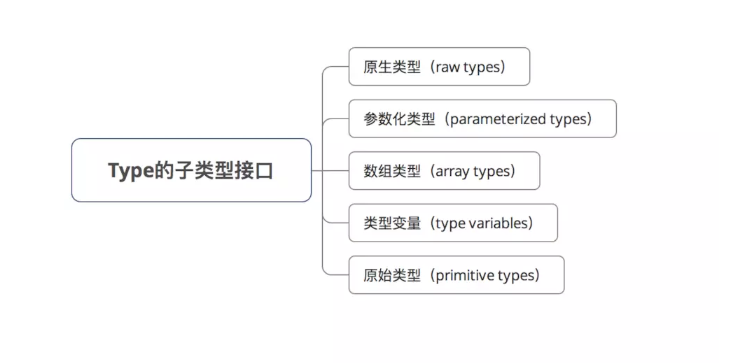 原生类型（raw types）
参数化类型（parameterized types）
Type的子类型接口
数组类型（array types）
类型变量（type variables）
原始类型（primitive types）